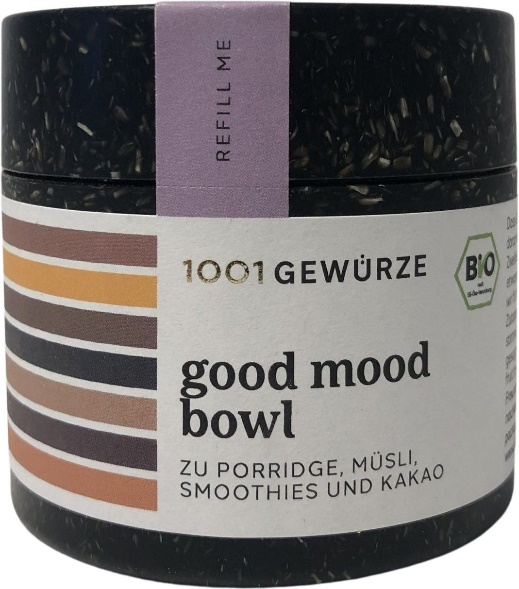 REFILL ME
1001 GEWÜRZE
BiO
good mood
bowl
ZU PORRIDGE, MÜSLI,
SMOOTHIES UND KAKAO